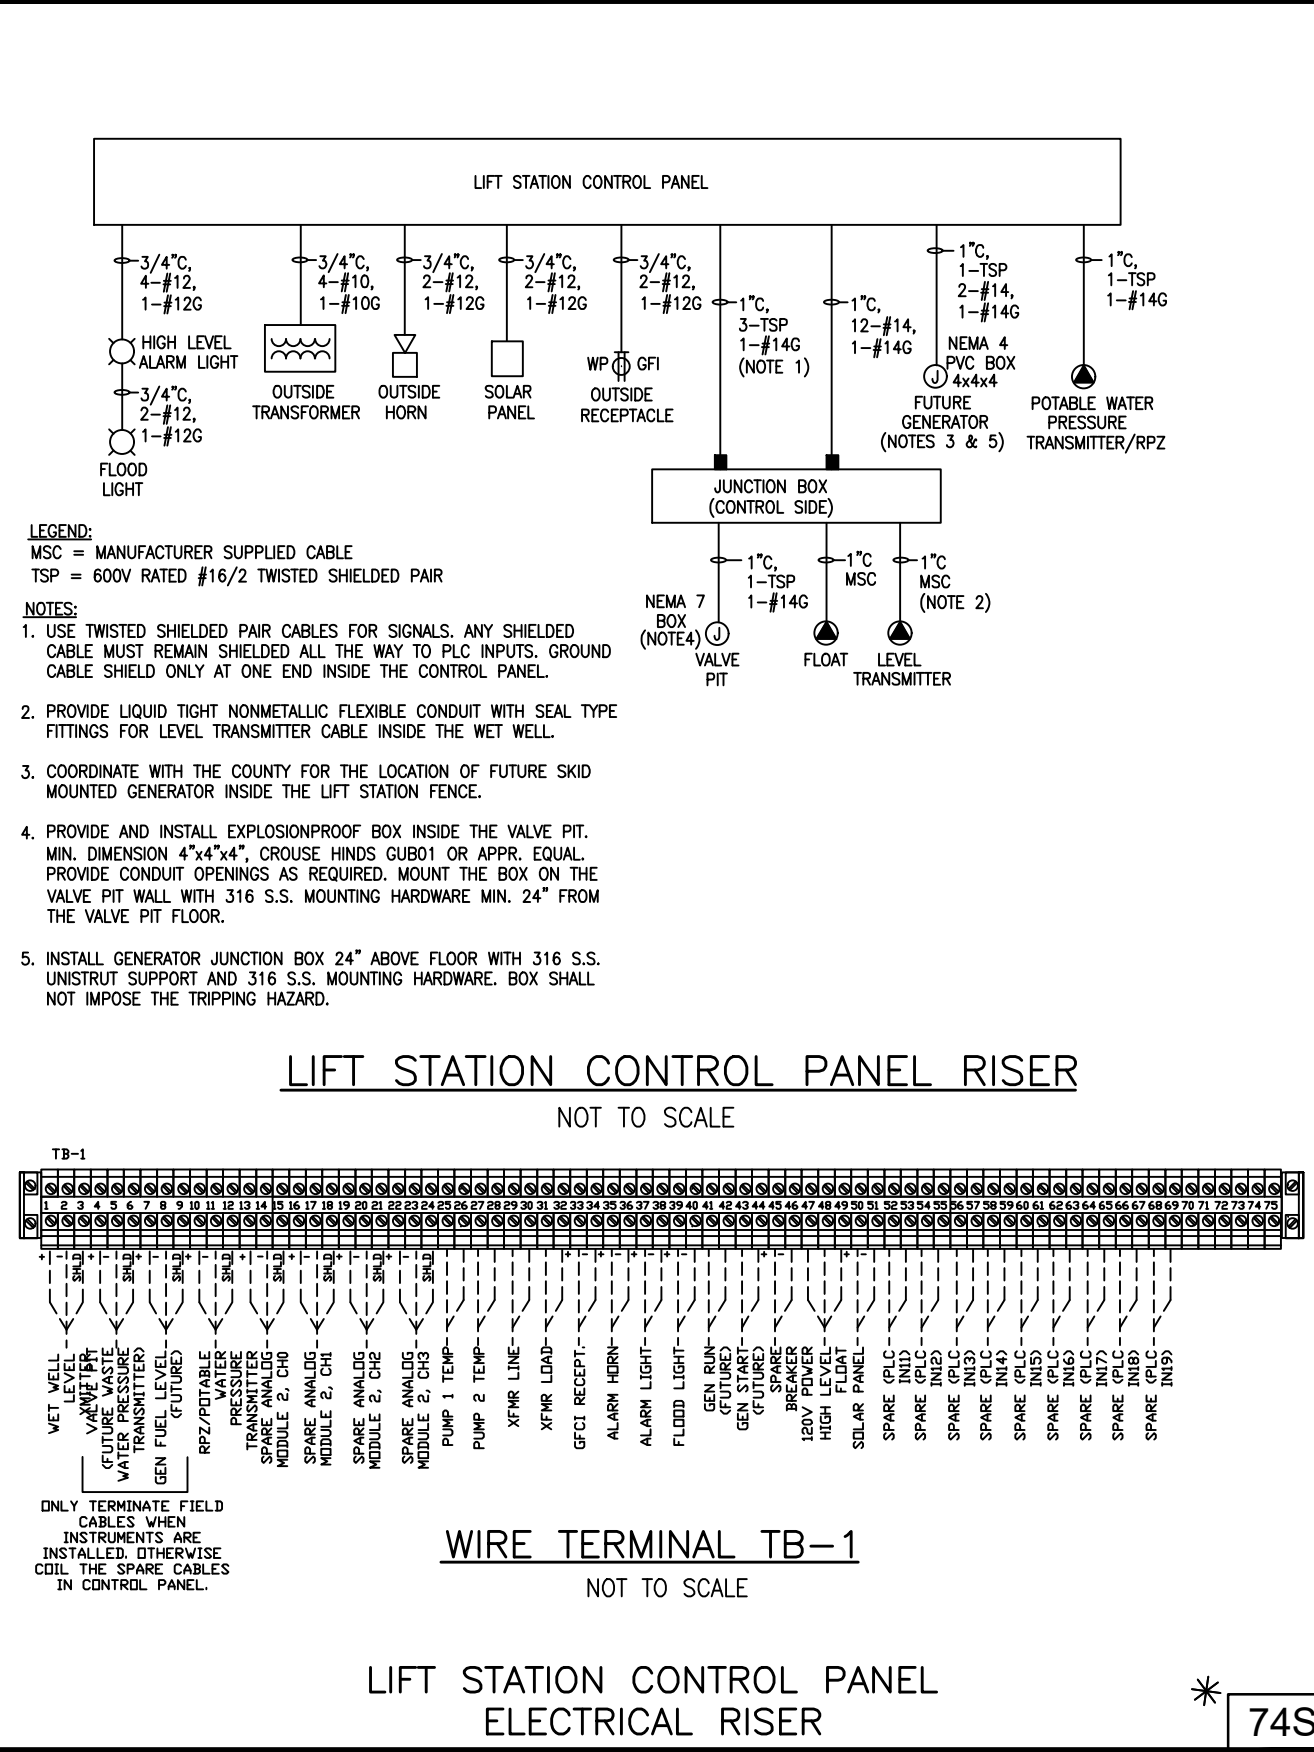 LIFT STATION CONTROL PANEL
3/4"C,
4-#12,
1-#12G
3/4"C,
4-#10,
1-#10G
3/4"C,
2-#12,
1-#12G
3/4"C,
2-#12,
1-#12G
3/4"C,
2-#12,
1-#12G
1"C,
3-TSP
1-#14G
(NOTE 1)
1"C,
12-#14,
1-#14G
1"C,
1-TSP
2-#14,
1-#14G
1"C,
1-TSP
1-#14G
HIGH LEVEL
ALARM LIGHT
3/4"C,
2-#12,
1-#12G
FLOOD
LIGHT
OUTSIDE
TRANSFORMER
OUTSIDE
HORN
SOLAR
PANEL
WP GFI
OUTSIDE
RECEPTACLE
NEMA 4
PVC BOX
J 4x4x4
FUTURE
GENERATOR
(NOTES 3 & 5)
POTABLE WATER
PRESSURE
TRANSMITTER/RPZ
JUNCTION BOX
(CONTROL SIDE)
1"C,
1-TSP
1-#14G
1"C
MSC
1"C
MSC
(NOTE 2)
NEMA 7
BOX
(NOTE4) J
VALVE
PIT
FLOAT
LEVEL
TRANSMITTER
LEGEND:
MSC = MANUFACTURER SUPPLIED CABLE
TSP = 600V RATED #16/2 TWISTED SHIELDED PAIR
NOTES:
1. USE TWISTED SHIELDED PAIR CABLES FOR SIGNALS. ANY SHIELDED
CABLE MUST REMAIN SHIELDED ALL THE WAY TO PLC INPUTS. GROUND
CABLE SHIELD ONLY AT ONE END INSIDE THE CONTROL PANEL.
2. PROVIDE LIQUID TIGHT NONMETALLIC FLEXIBLE CONDUIT WITH SEAL TYPE
FITTINGS FOR LEVEL TRANSMITTER CABLE INSIDE THE WET WELL.
3. COORDINATE WITH THE COUNTY FOR THE LOCATION OF FUTURE SKID
MOUNTED GENERATOR INSIDE THE LIFT STATION FENCE.
4. PROVIDE AND INSTALL EXPLOSIONPROOF BOX INSIDE THE VALVE PIT.
MIN. DIMENSION 4"x4"x4", CROUSE HINDS GUB01 OR APPR. EQUAL.
PROVIDE CONDUIT OPENINGS AS REQUIRED. MOUNT THE BOX ON THE
VALVE PIT WALL WITH 316 S.S. MOUNTING HARDWARE MIN. 24" FROM
THE VALVE PIT FLOOR.
5. INSTALL GENERATOR JUNCTION BOX 24" ABOVE FLOOR WITH 316 S.S.
UNISTRUT SUPPORT AND 316 S.S. MOUNTING HARDWARE. BOX SHALL
NOT IMPOSE THE TRIPPING HAZARD.
LIFT STATION CONTROL PANEL RISER
NOT TO SCALE
TB-1
1 2 3 4 5 6 7 8 9 10 11 12 13 14 15 16 17 18 19 20 21 22 23 24 25 26 27 28 29 30 31 32 33 34 35 36 37 38 39 40 41 42 43 44 45 46 47 48 49 50 51 52 53 54 55 56 57 58 59 60 61 62 63 64 65 66 67 68 69 70 71 72 73 74 75
+ - SHLD + - SHLD + - SHLD + - SHLD + - SHLD + - SHLD + - SHLD + - SHLD + - + - + - + - + - + -
WET WELL
LEVEL
XMITTER
VALVE PIT
(FUTURE WASTE
WATER PRESSURE
TRANSMITTER)
GEN FUEL LEVEL
(FUTURE)
RPZ/POTABLE
WATER
PRESSURE
TRANSMITTER
SPARE ANALOG
MODULE 2, CH0
SPARE ANALOG
MODULE 2, CH1
SPARE ANALOG
MODULE 2, CH2
SPARE ANALOG
MODULE 2, CH3
PUMP 1 TEMP
PUMP 2 TEMP
XFMR LINE
XFMR LOAD
GFCI RECEPT.
ALARM HORN
ALARM LIGHT
FLOOD LIGHT
GEN RUN
(FUTURE)
GEN START
(FUTURE)
SPARE
BREAKER
120V POWER
HIGH LEVEL
FLOAT
SOLAR PANEL
SPARE (PLC
IN11)
SPARE (PLC
IN12)
SPARE (PLC
IN13)
SPARE (PLC
IN14)
SPARE (PLC
IN15)
SPARE (PLC
IN16)
SPARE (PLC
IN17)
SPARE (PLC
IN18)
SPARE (PLC
IN19)
ONLY TERMINATE FIELD
CABLES WHEN
INSTRUMENTS ARE
INSTALLED. OTHERWISE
COIL THE SPARE CABLES
IN CONTROL PANEL.
WIRE TERMINAL TB-1
NOT TO SCALE
LIFT STATION CONTROL PANEL
ELECTRICAL RISER
* 74S